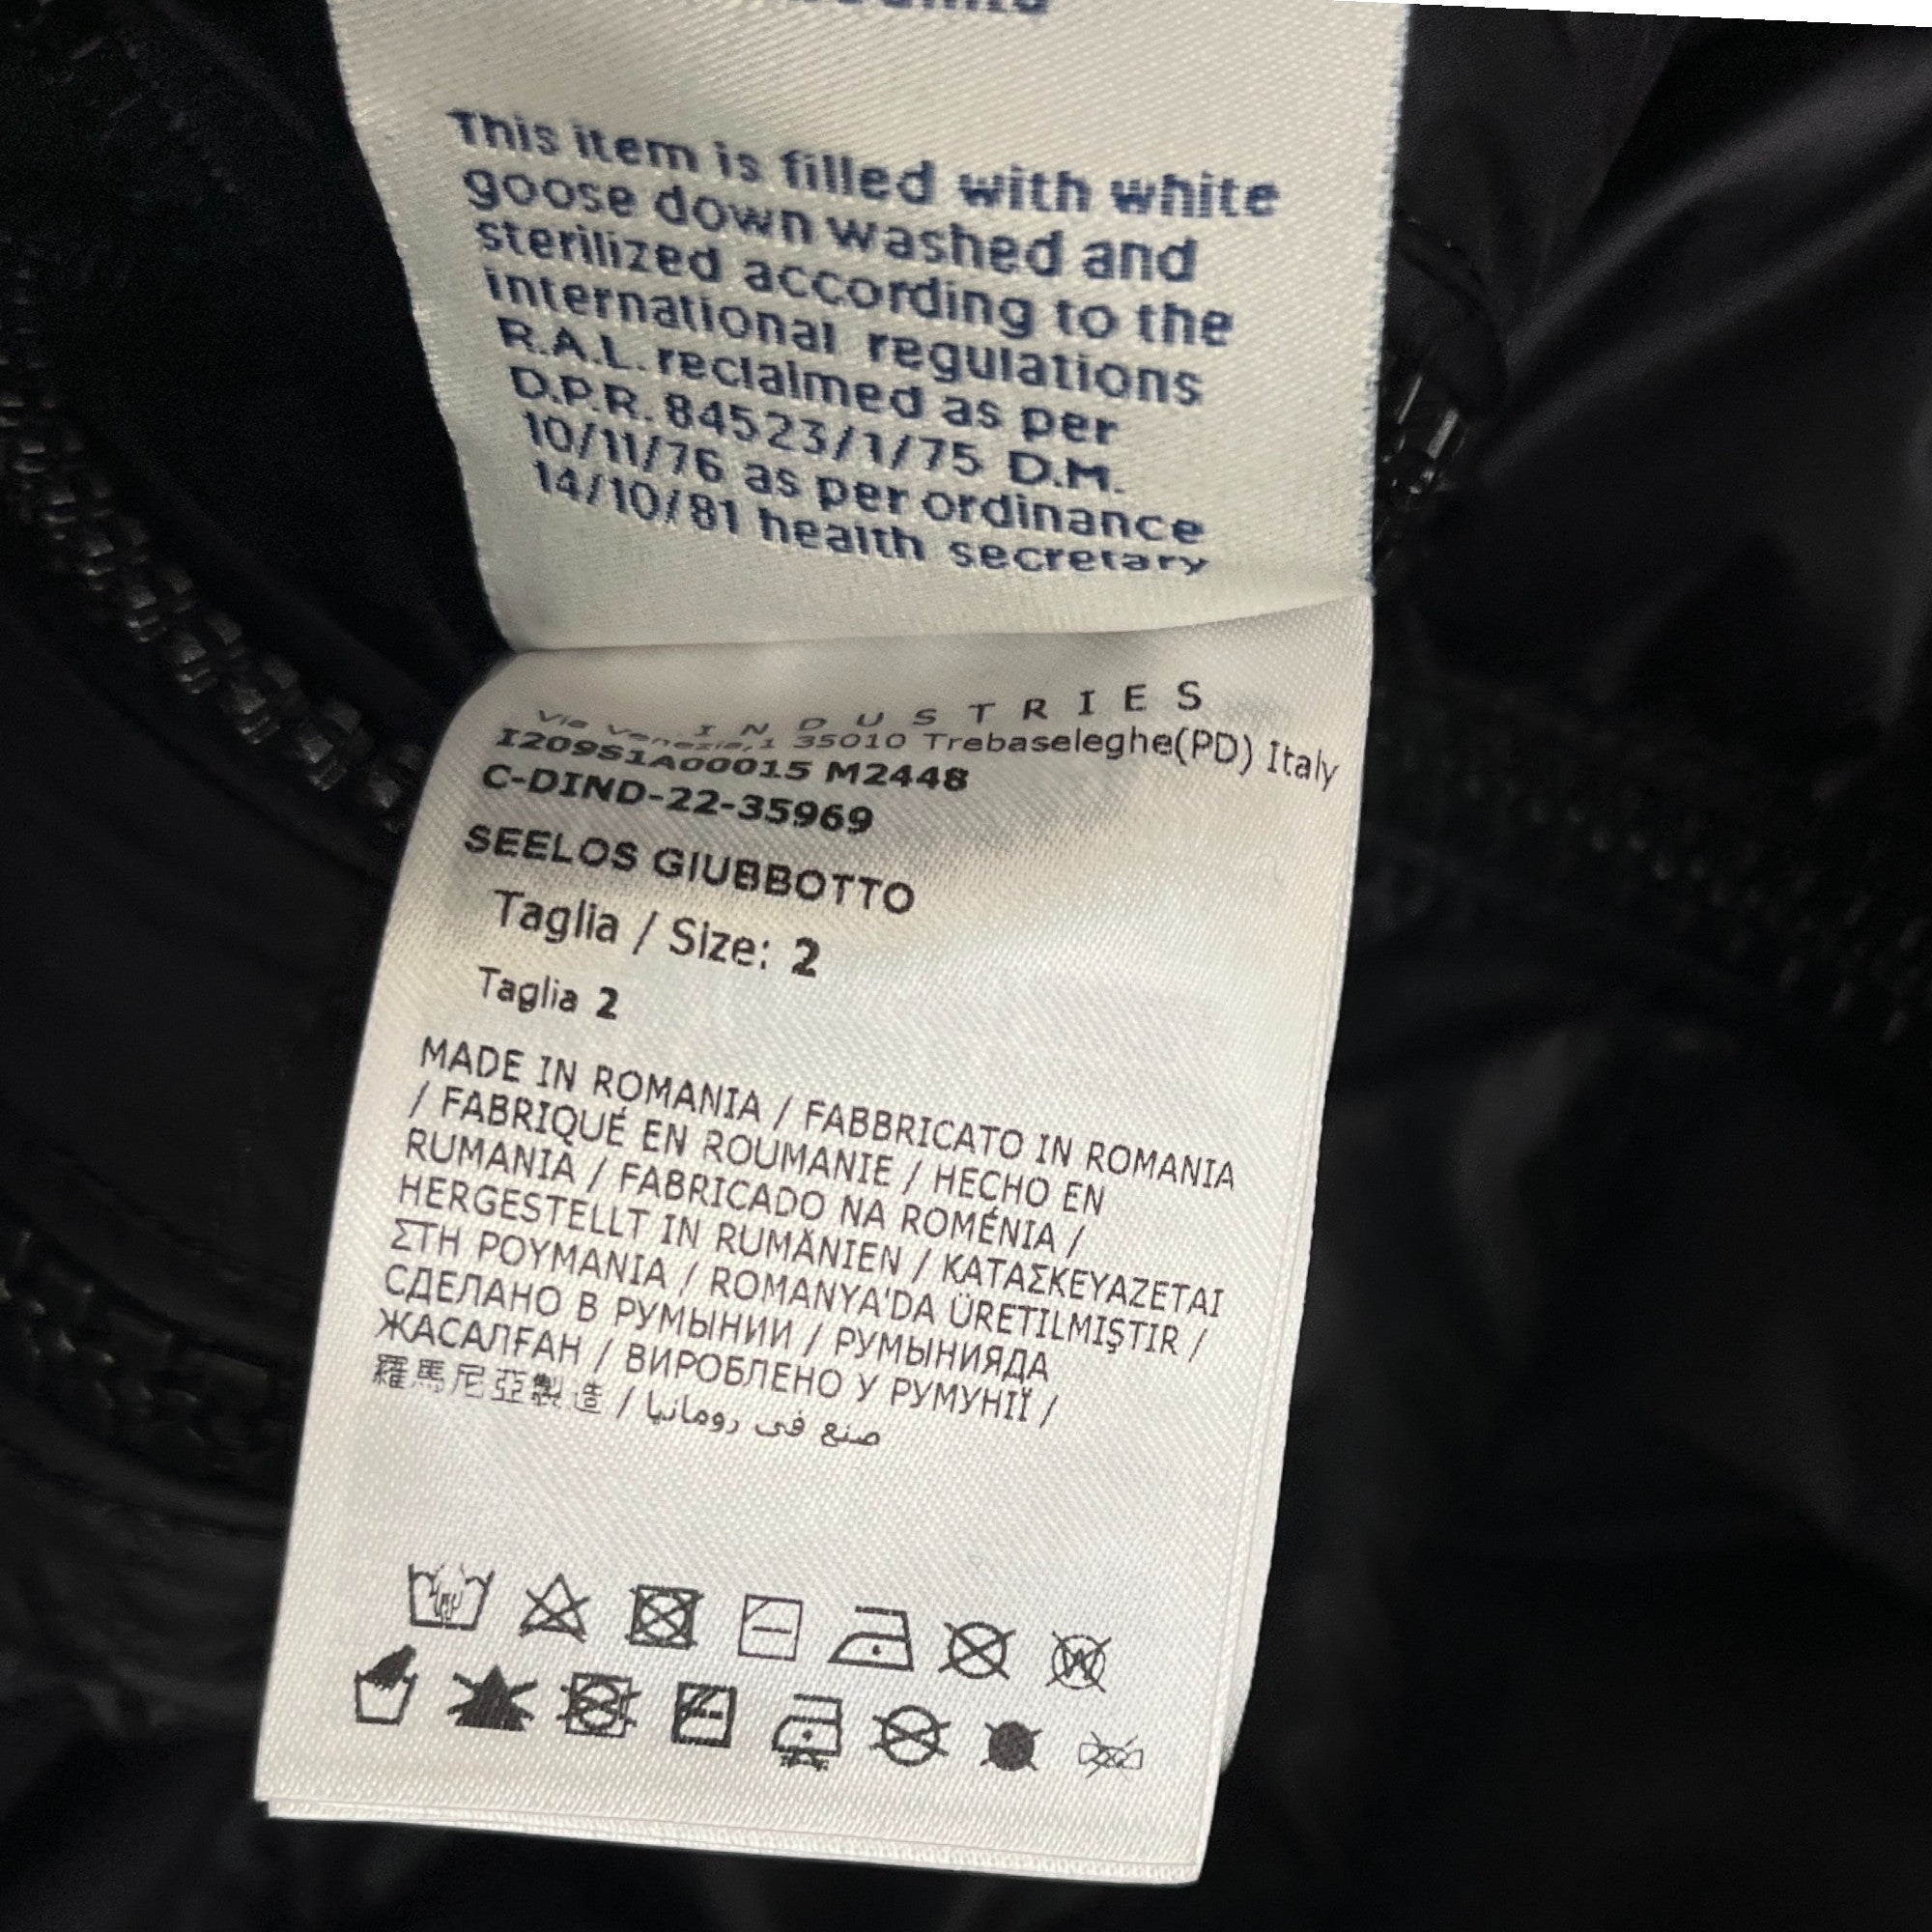 This item is filled with white
goose down washed and
sterilized according to the
international regulations
R.A.L. reclaimed as per
D.P.R. 84523/1/75 D.M.
10/11/76 as per ordinance
14/10/81 health secretary
INDUSTRIES
Via Venezia,1 35010 Trebaseleghe(PD) Italy
I209S1A00015 M2448
C-DIND-22-35969
SEELOS GIUBBOTTO
Taglia / Size: 2
Taglia 2
MADE IN ROMANIA / FABBRICATO IN ROMANIA
/ FABRIQUÉ EN ROUMANIE / HECHO EN
RUMANIA / FABRICADO NA ROMÉNIA /
HERGESTELLT IN RUMÄNIEN / ΚΑΤΑΣΚΕΥΑΖΕΤΑΙ
ΣΤΗ ΡΟΥΜΑΝΙΑ / ROMANYA'DA ÜRETILMIŞTIR /
СДЕЛАНО В РУМЫНИИ / РУМЫНИЯДА
ЖАСАЛҒАН / ВИРОБЛЕНО У РУМУНІЇ /
羅馬尼亞製造 / صنع فى رومانيا